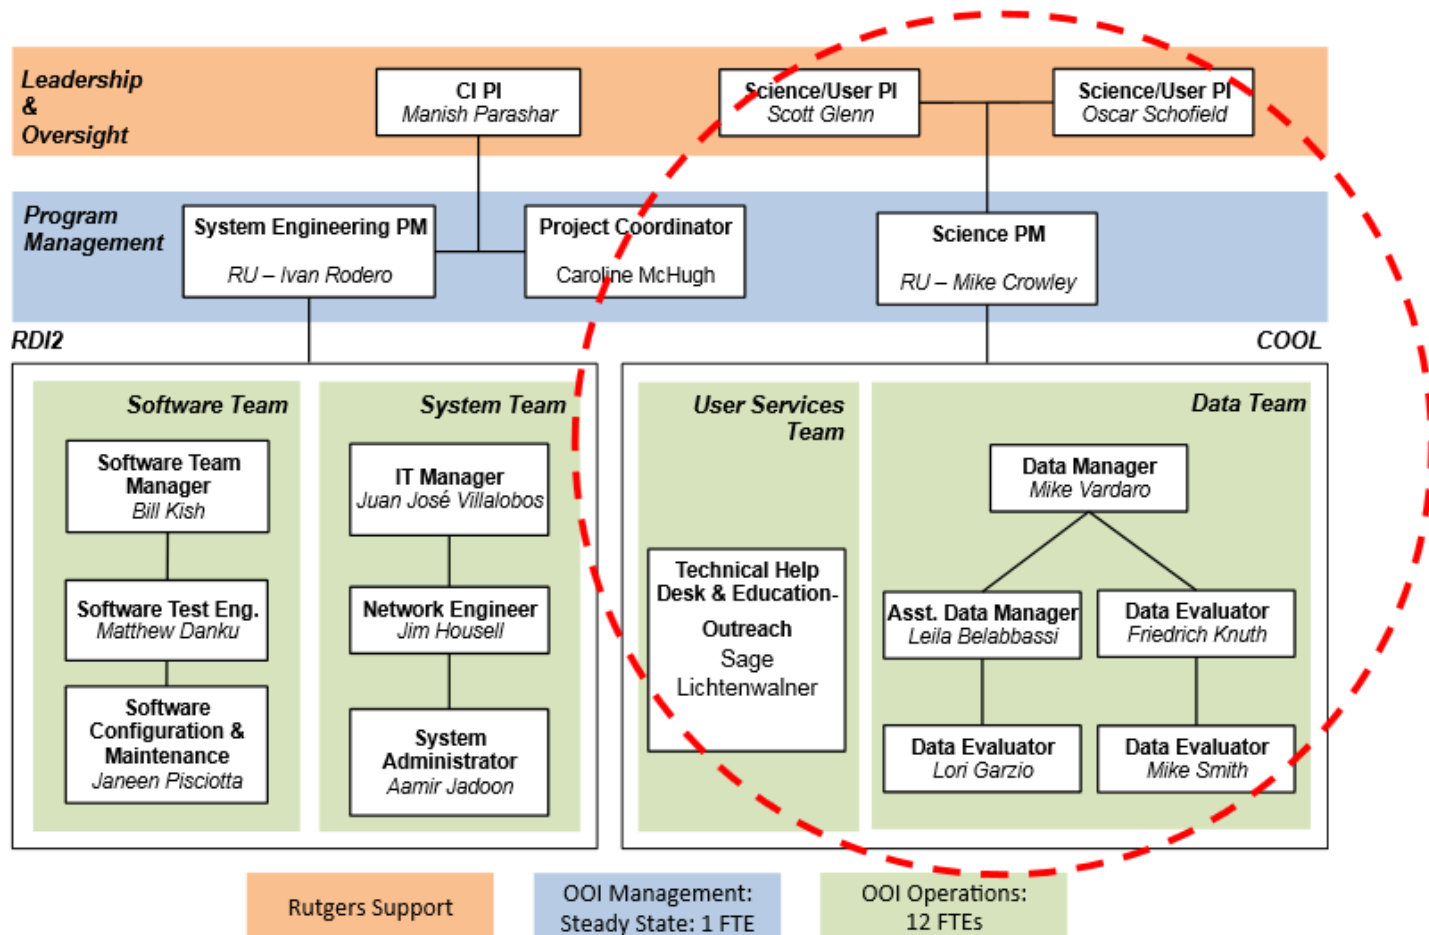 Leadership
&
Oversight
CI PI
Manish Parashar
Science/User PI
Scott Glenn
Science/User PI
Oscar Schofield
Program
Management
System Engineering PM
RU – Ivan Rodero
Project Coordinator
Caroline McHugh
Science PM
RU – Mike Crowley
RDI2
COOL
Software Team
Software Team
Manager
Bill Kish
Software Test Eng.
Matthew Danku
Software
Configuration &
Maintenance
Janeen Pisciotta
System Team
IT Manager
Juan José Villalobos
Network Engineer
Jim Housell
System
Administrator
Aamir Jadoon
User Services
Team
Technical Help
Desk & Education-
Outreach
Sage
Lichtenwalner
Data Team
Data Manager
Mike Vardaro
Asst. Data Manager
Leila Belabbassi
Data Evaluator
Friedrich Knuth
Data Evaluator
Lori Garzio
Data Evaluator
Mike Smith
Rutgers Support
OOI Management:
Steady State: 1 FTE
OOI Operations:
12 FTEs